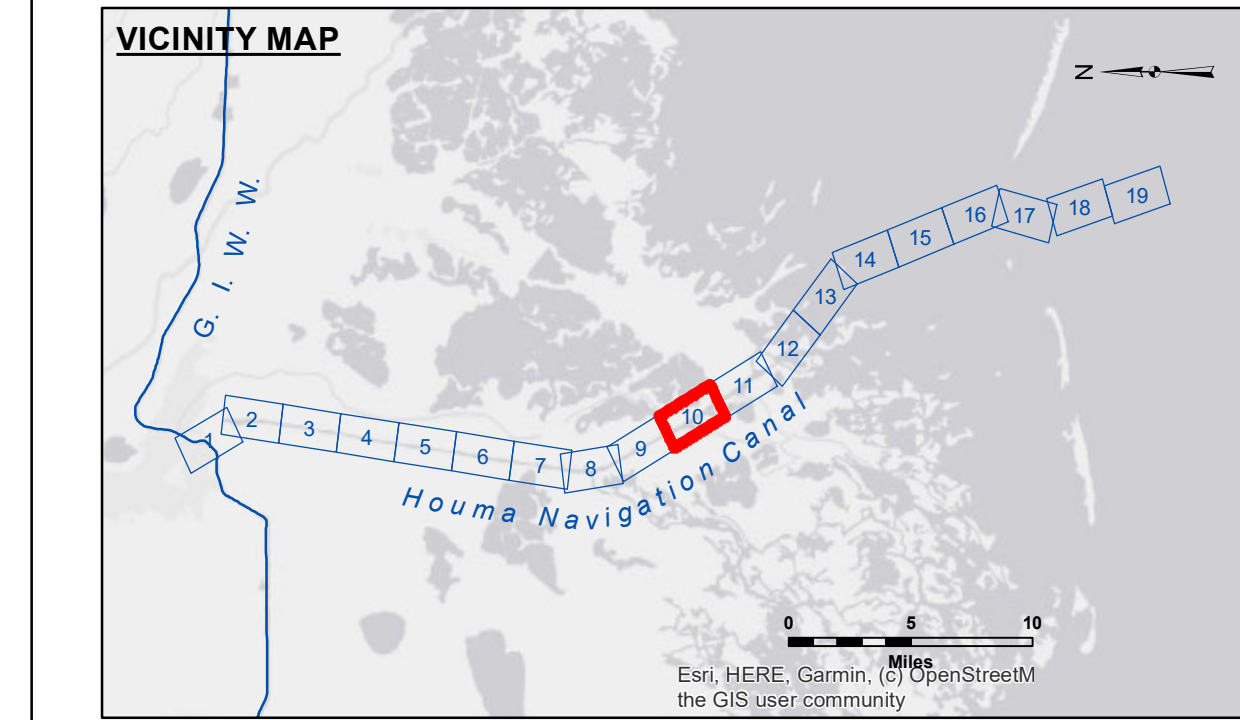 VICINITY MAP
N
G. I. W. W.
1
2
3
4
5
6
7
8
9
10
11
12
13
14
15
16
17
18
19
Houma Navigation Canal
0 5 10
Miles
Esri, HERE, Garmin, (c) OpenStreetM
the GIS user community